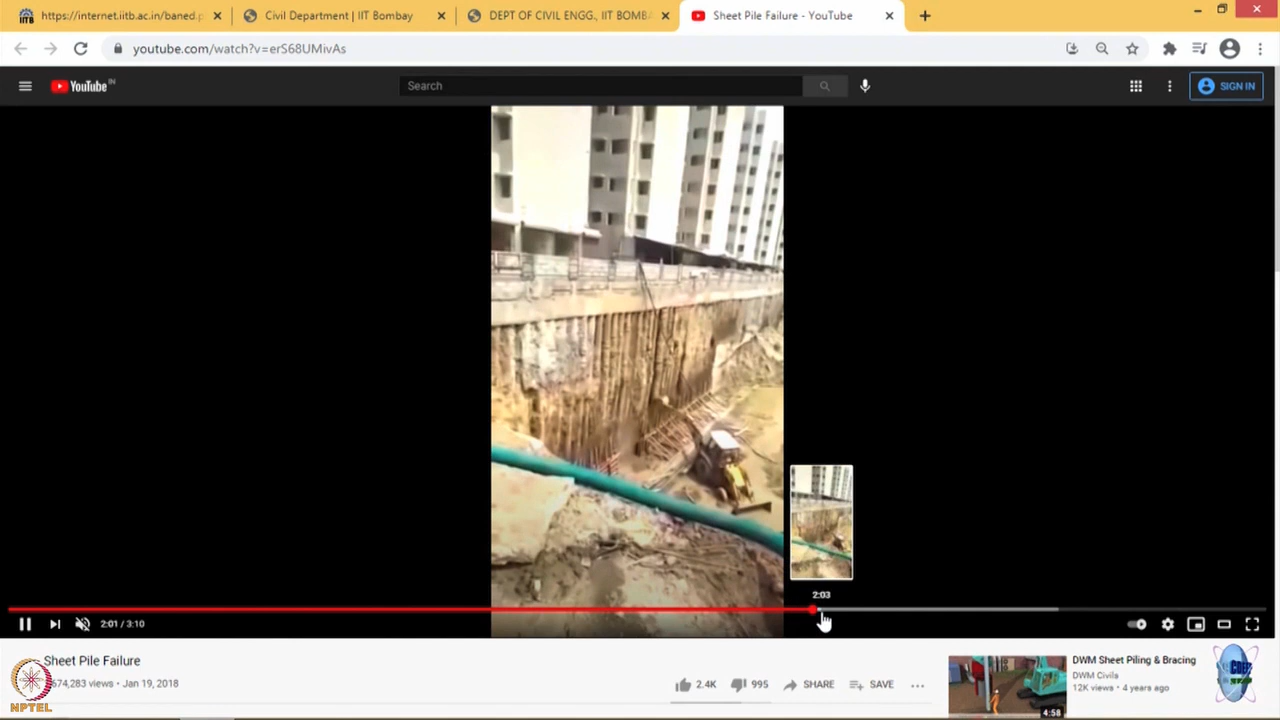 https://internet.iitb.ac.in/baned.p
Civil Department | IIT Bombay
DEPT OF CIVIL ENGG., IIT BOMBA
Sheet Pile Failure - YouTube
youtube.com/watch?v=erS68UMivAs
YouTube IN
Search
SIGN IN
2:03
2:01 / 3:10
Sheet Pile Failure
674,283 views • Jan 19, 2018
2.4K
995
SHARE
SAVE
DWM Sheet Piling & Bracing
DWM Civils
12K views • 4 years ago
4:58
NPTEL
CDEEP